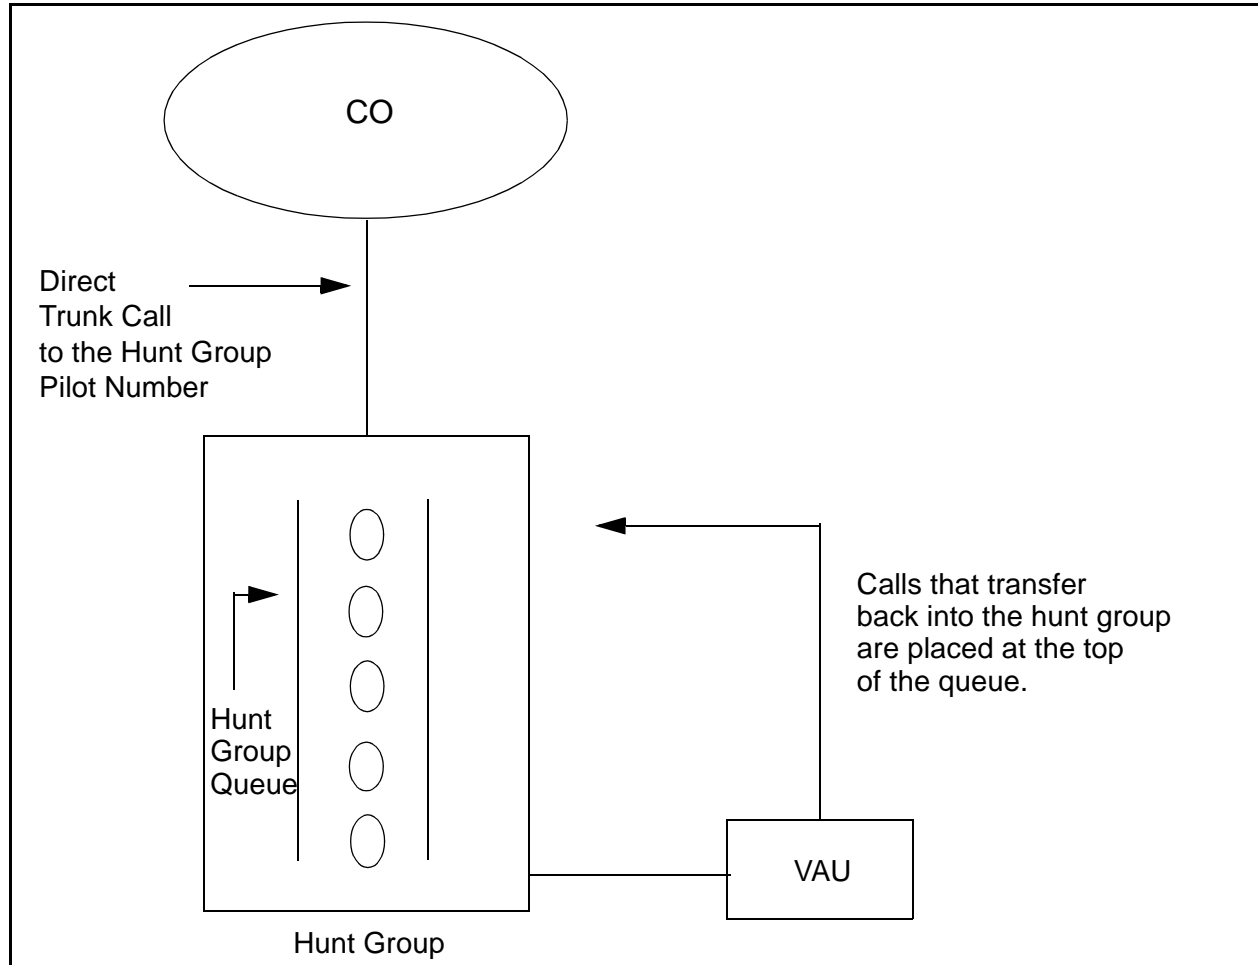 CO
Direct
Trunk Call
to the Hunt Group
Pilot Number
Calls that transfer
back into the hunt group
are placed at the top
of the queue.
Hunt
Group
Queue
VAU
Hunt Group